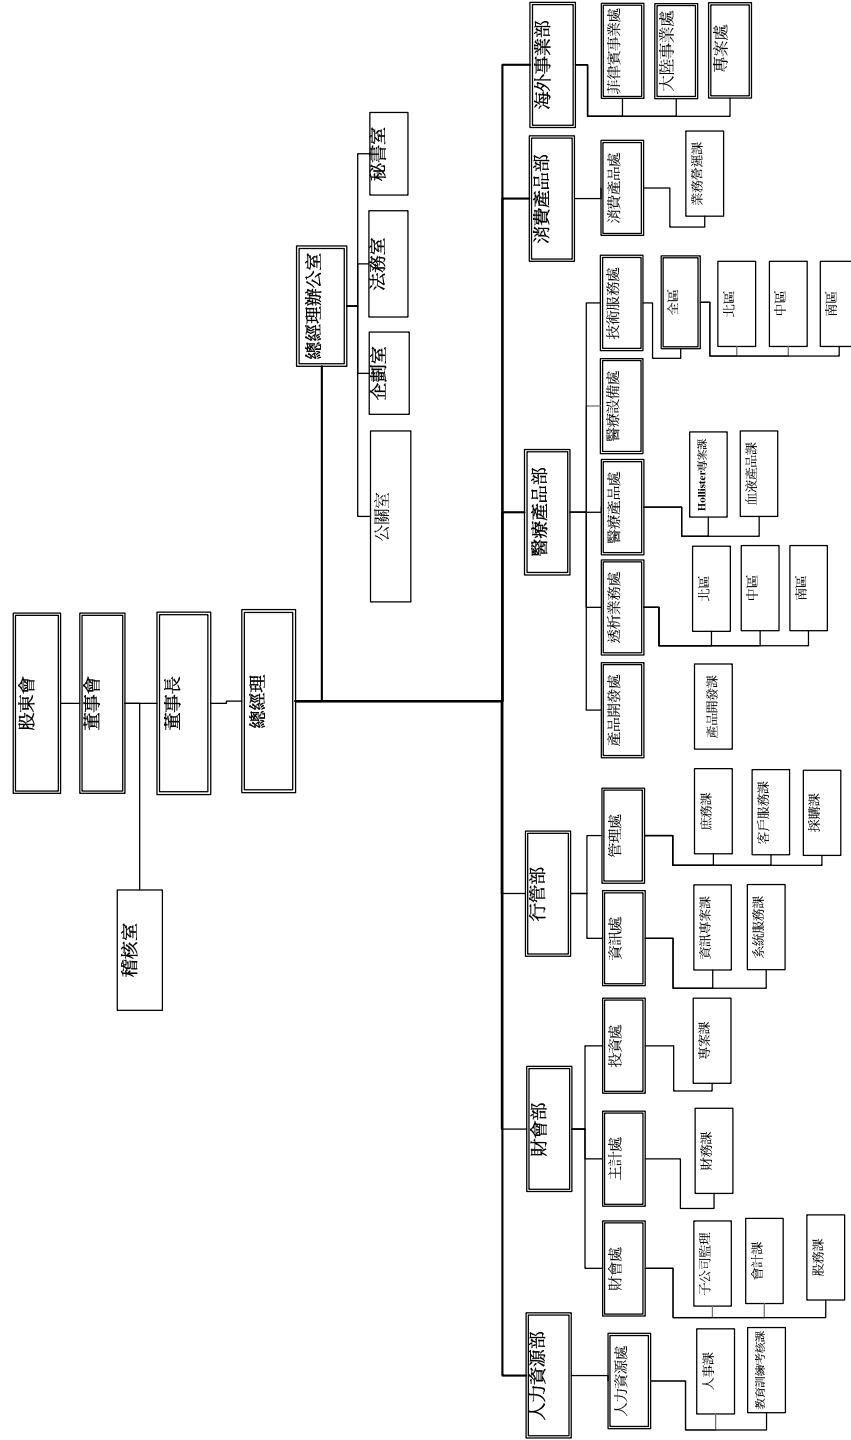 股東會
董事會
稽核室
董事長
總經理
總經理辦公室
公關室
企劃室
法務室
秘書室
人力資源部
財會部
行管部
醫療產品部
消費產品部
海外事業部
人力資源處
財會處
主計處
投資處
資訊處
管理處
產品開發處
透析業務處
醫療產品處
醫療設備處
技術服務處
消費產品處
菲律賓事業處
大陸事業處
專案處
人事課
教育訓練考核課
子公司監理
會計課
股務課
財務課
專案課
資訊專案課
系統服務課
庶務課
客戶服務課
採購課
產品開發課
北區
中區
南區
Hollister專案課
血液產品課
全區
北區
中區
南區
業務營運課